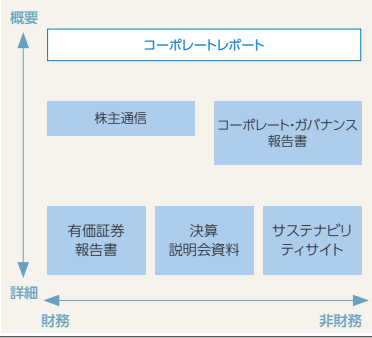 概要
コーポレートレポート
株主通信
コーポレート・ガバナンス
報告書
有価証券
報告書
決算
説明会資料
サステナビリ
ティサイト
詳細
財務
非財務